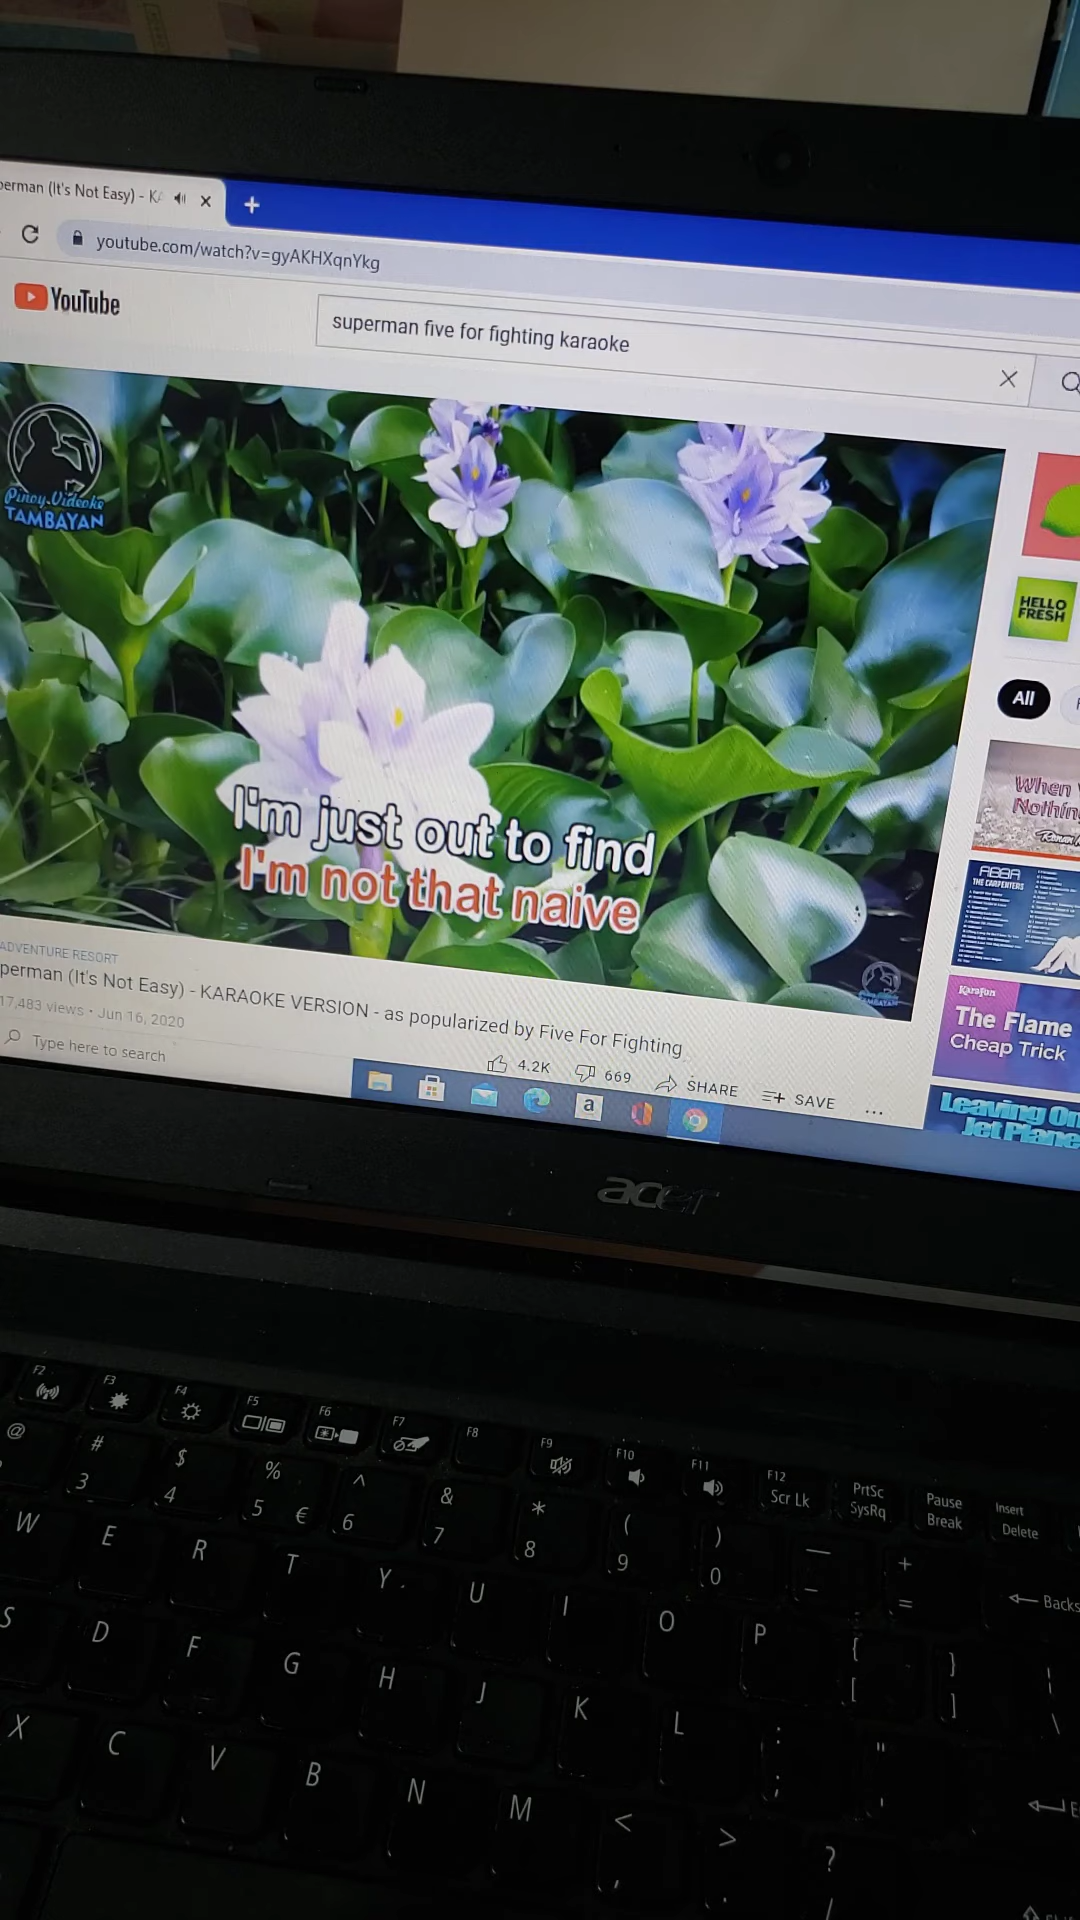 perman (It's Not Easy) - KA
youtube.com/watch?v=gyAKHXqnYkg
YouTube
superman five for fighting karaoke
Pinoy Videoke
TAMBAYAN
HELLO
FRESH
All
When
Nothin
I'm just out to find
I'm not that naive
ABBA
THE CARPENTERS
TAMBAYAN
Karafun
The Flame
Cheap Trick
Leaving On
Jet Plane
ADVENTURE RESORT
perman (It's Not Easy) - KARAOKE VERSION - as popularized by Five For Fighting
17,483 views • Jun 16, 2020
4.2K 669 SHARE SAVE ...
Type here to search
a
acer
F2 F3 F4 F5 F6 F7 F8 F9 F10 F11 F12 Scr Lk PrtSc SysRq Pause Break Insert Delete
@ # 3 $ 4 % 5 € ^ 6 & 7 * 8 ( 9 ) 0 — _ + = Backs
W E R T Y U I O P { [ } ] | \
S D F G H J K L : ; " ' E
X C V B N M < , > . ? /